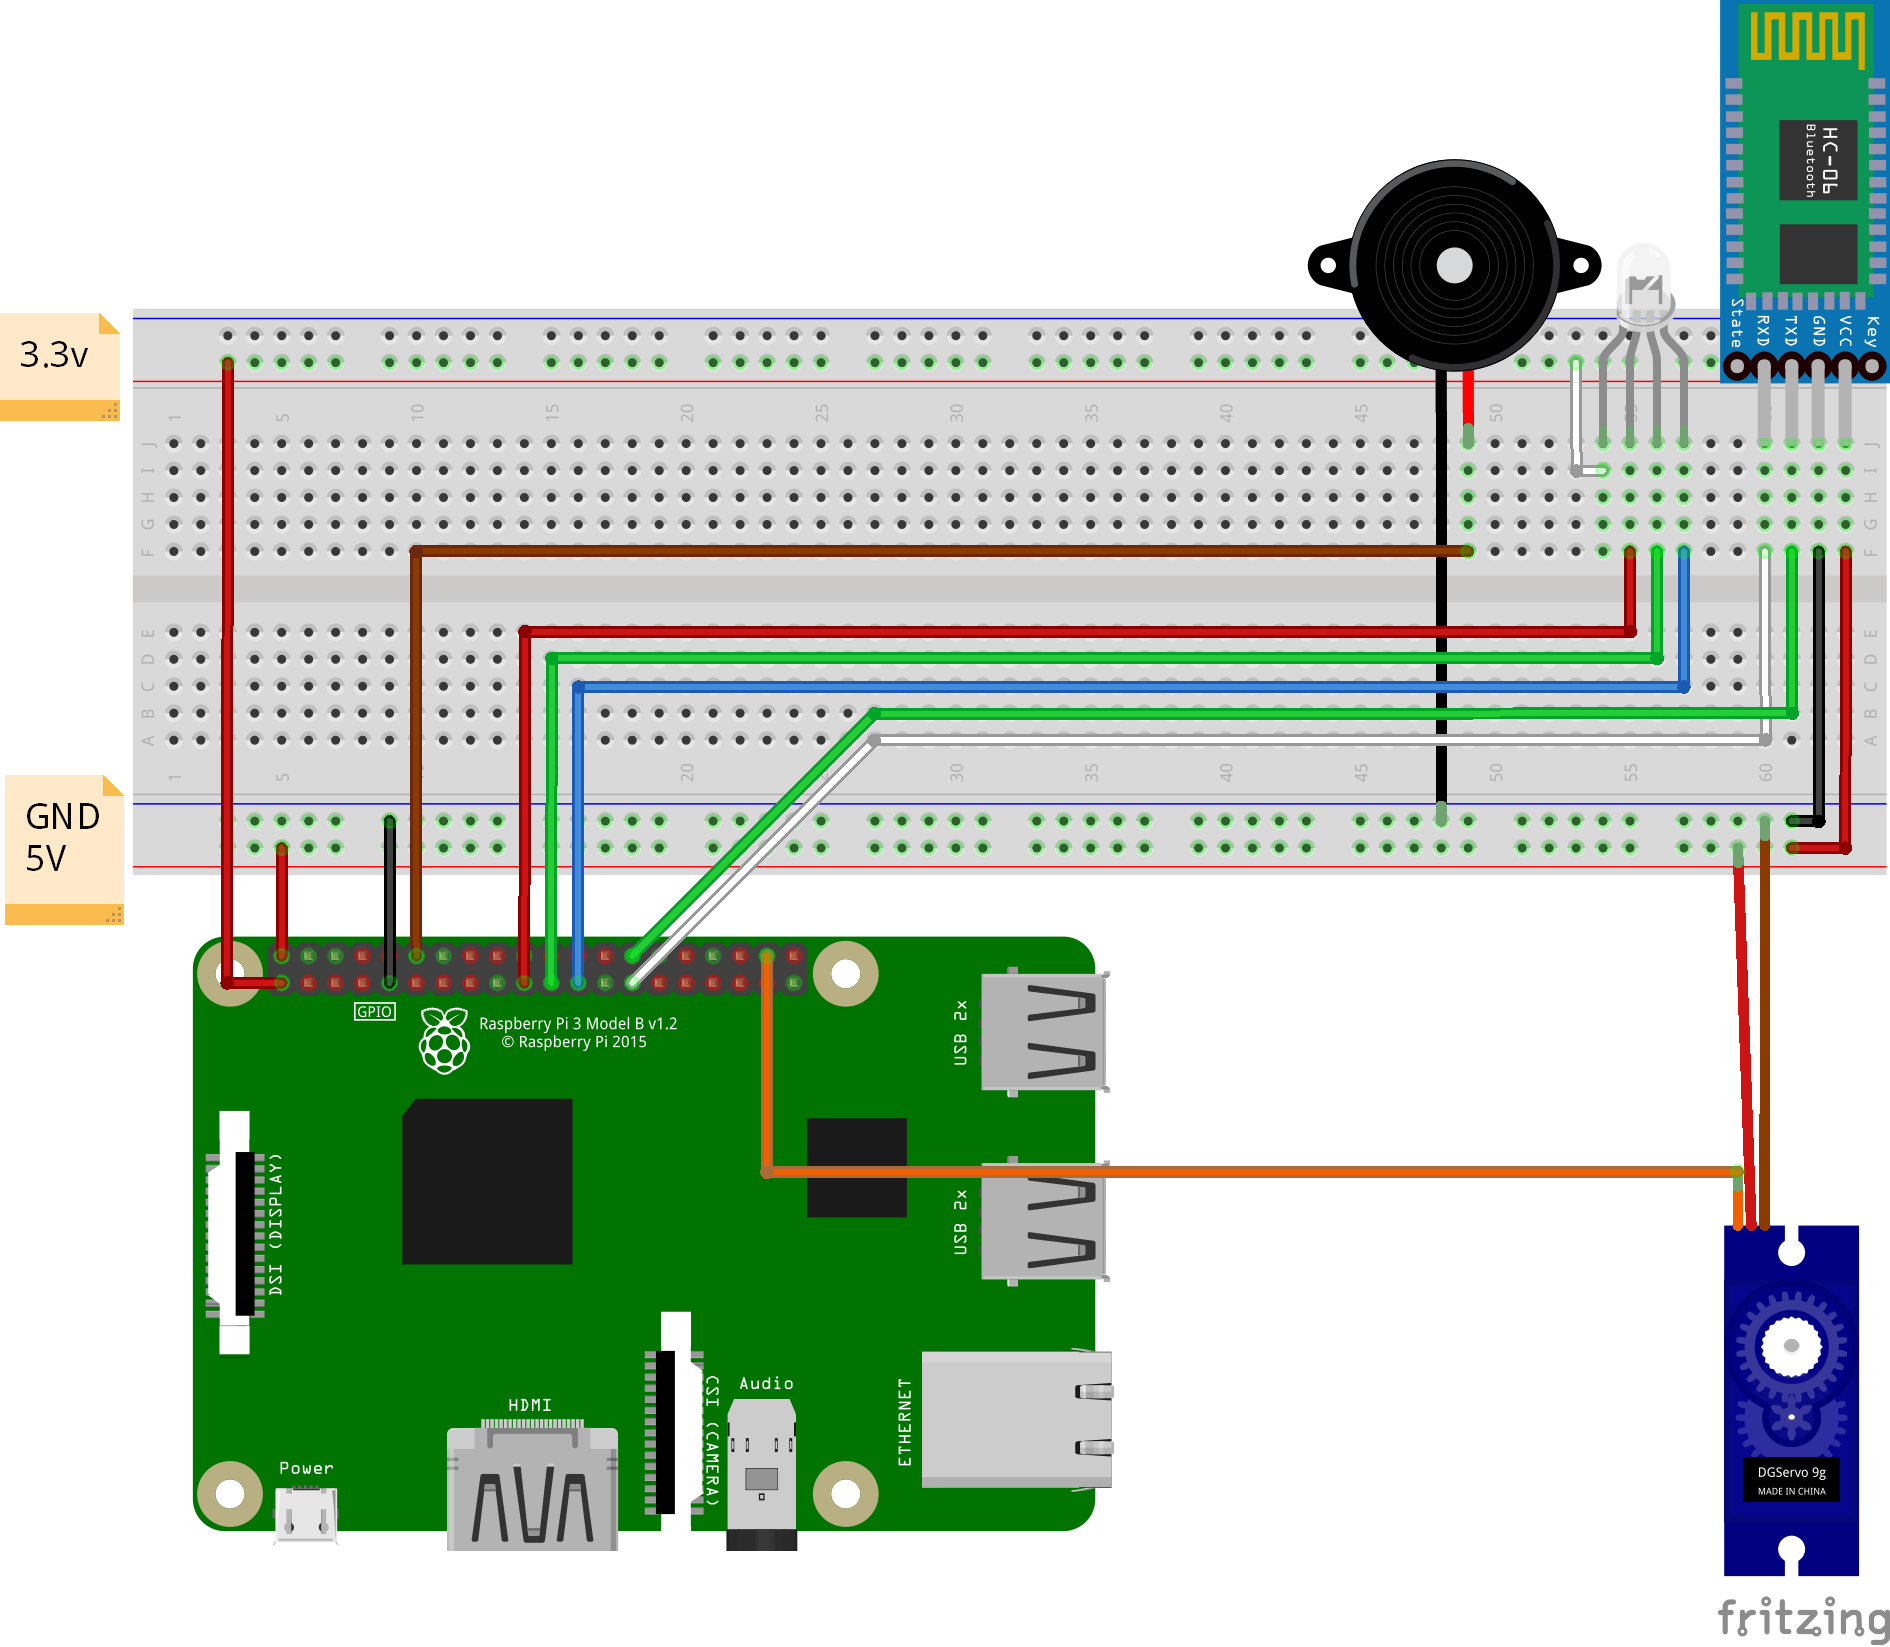 HC-06
Bluetooth
State
RXD
TXD
GND
VCC
Key
3.3v
1 5 10 15 20 25 30 35 40 45 50
J J
I I
H H
G G
F F
E E
D D
C C
B B
A A
1 5 20 30 35 40 45 50 55 60
GND
5V
GPIO
Raspberry Pi 3 Model B v1.2
© Raspberry Pi 2015
USB 2x
USB 2x
DSI (DISPLAY)
CSI (CAMERA)
Audio
HDMI
ETHERNET
Power
DGServo 9g
MADE IN CHINA
fritzing